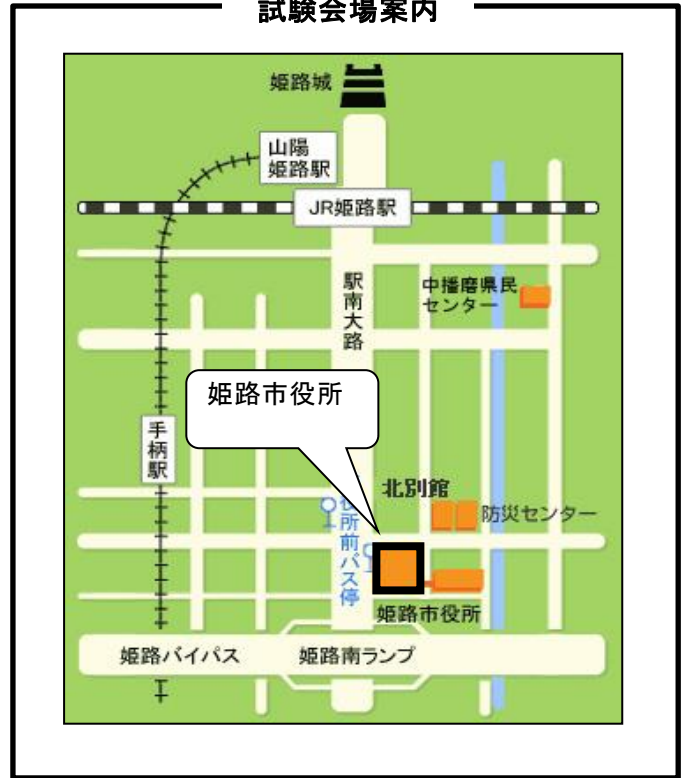 試験会場案内
姫路城
山陽
姫路駅
JR姫路駅
駅南大路
中播磨県民
センター
姫路市役所
手柄駅
北別館
防災センター
所前バス停
姫路市役所
姫路バイパス
姫路南ランプ